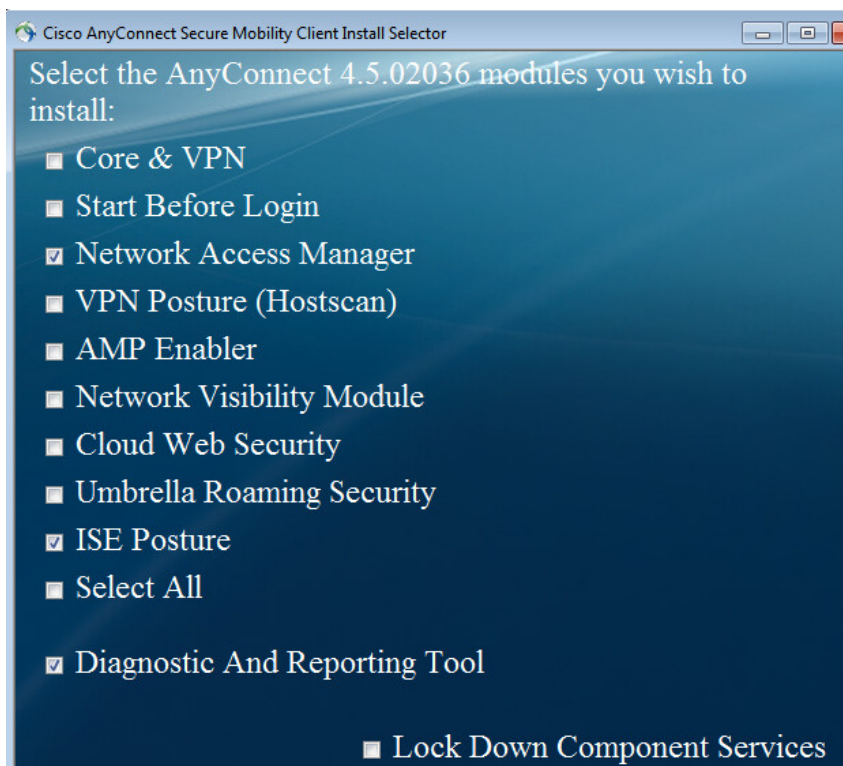 Cisco AnyConnect Secure Mobility Client Install Selector
Select the AnyConnect 4.5.02036 modules you wish to
install:
Core & VPN
Start Before Login
Network Access Manager
VPN Posture (Hostscan)
AMP Enabler
Network Visibility Module
Cloud Web Security
Umbrella Roaming Security
ISE Posture
Select All
Diagnostic And Reporting Tool
Lock Down Component Services